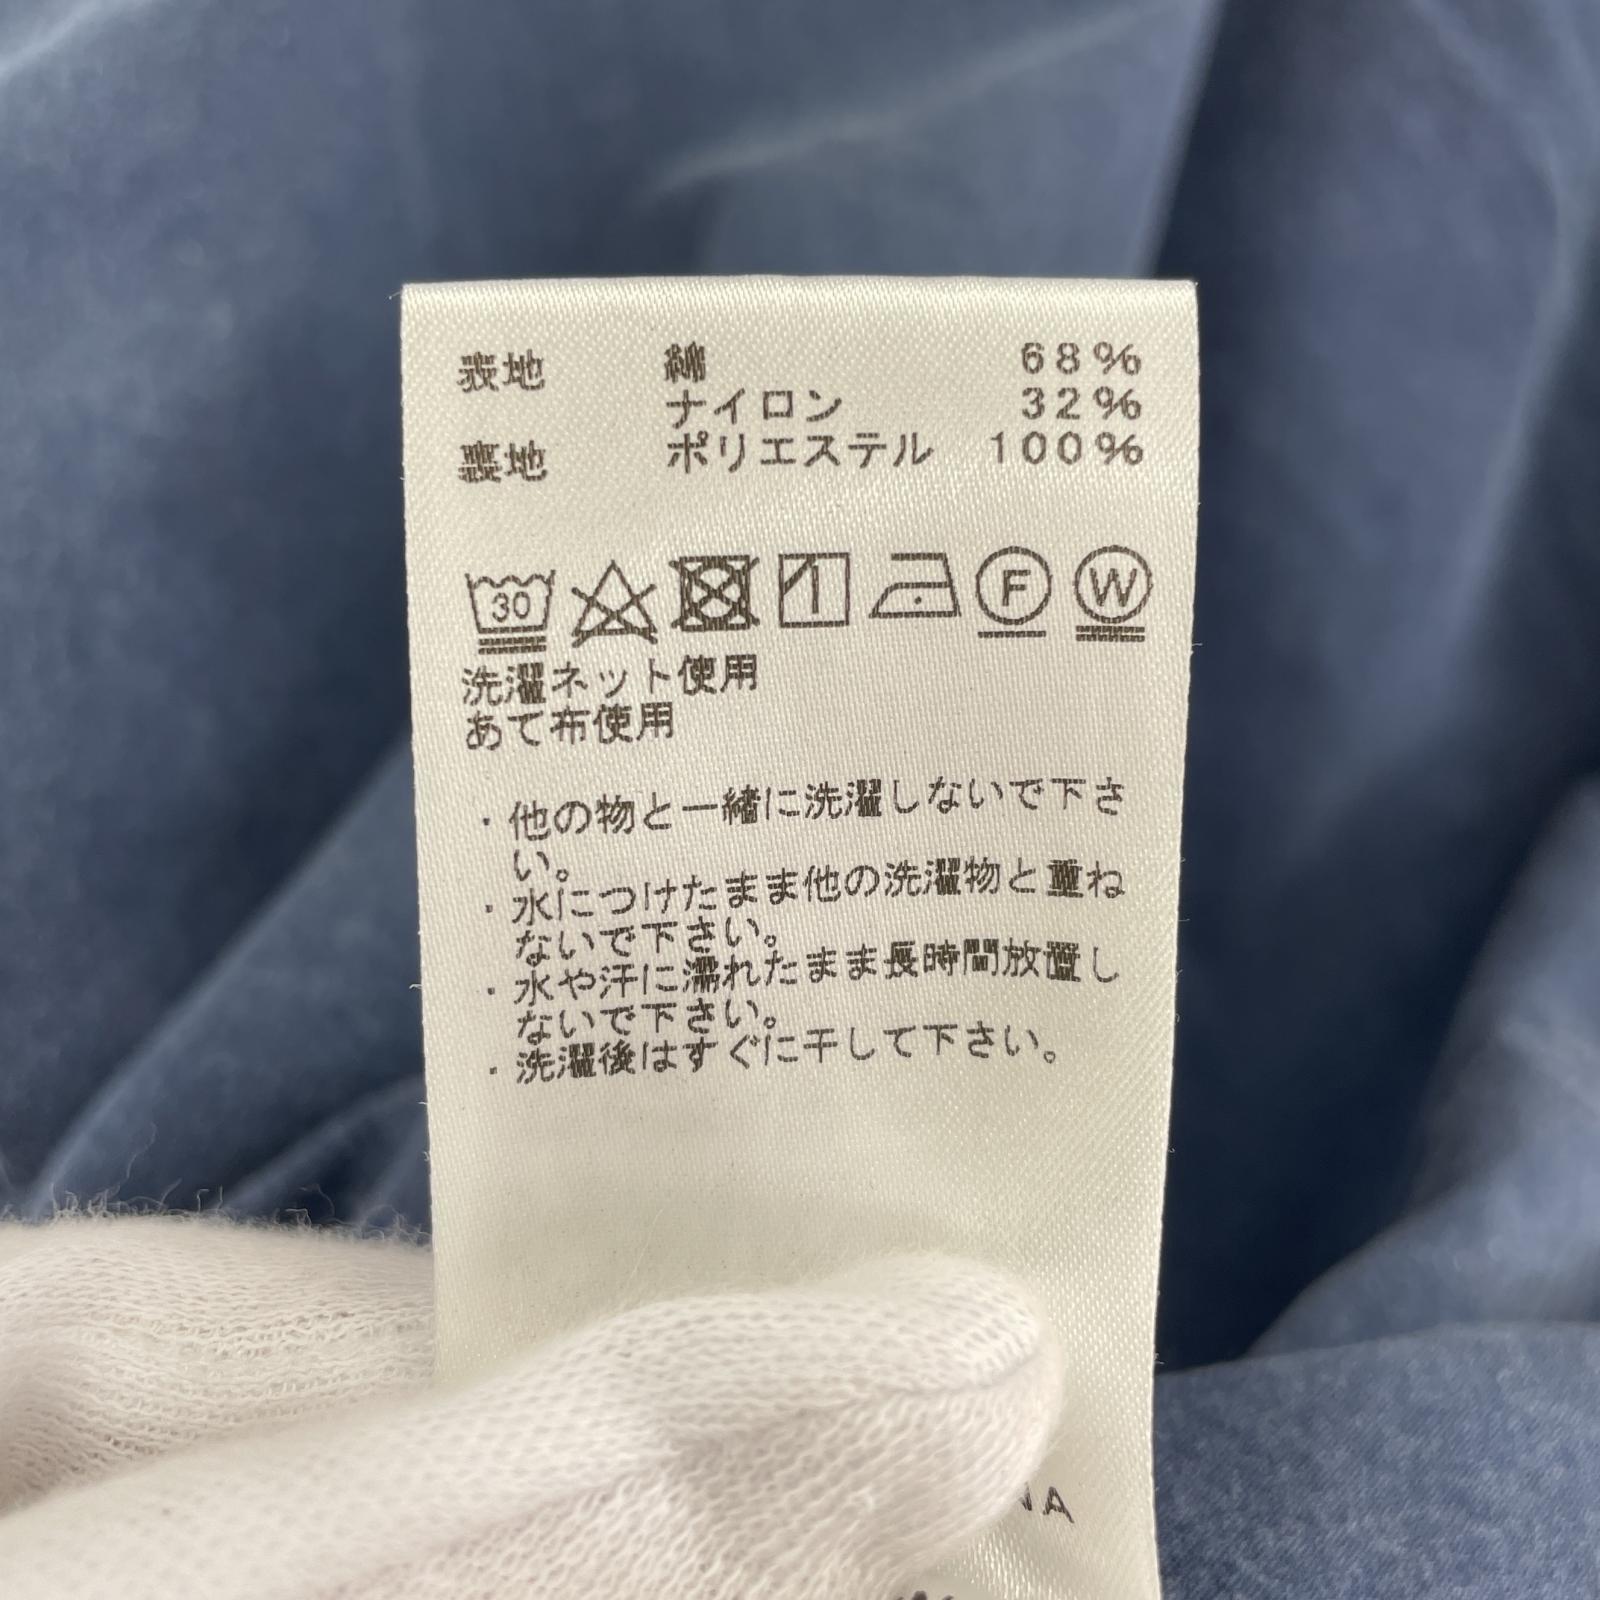 表地 綿 68%
ナイロン 32%
裏地 ポリエステル 100%
30 F W
洗濯ネット使用
あて布使用
・他の物と一緒に洗濯しないで下さ
い。
・水につけたまま他の洗濯物と重ね
ないで下さい。
・水や汗に濡れたまま長時間放置し
ないで下さい。
・洗濯後はすぐに干して下さい。